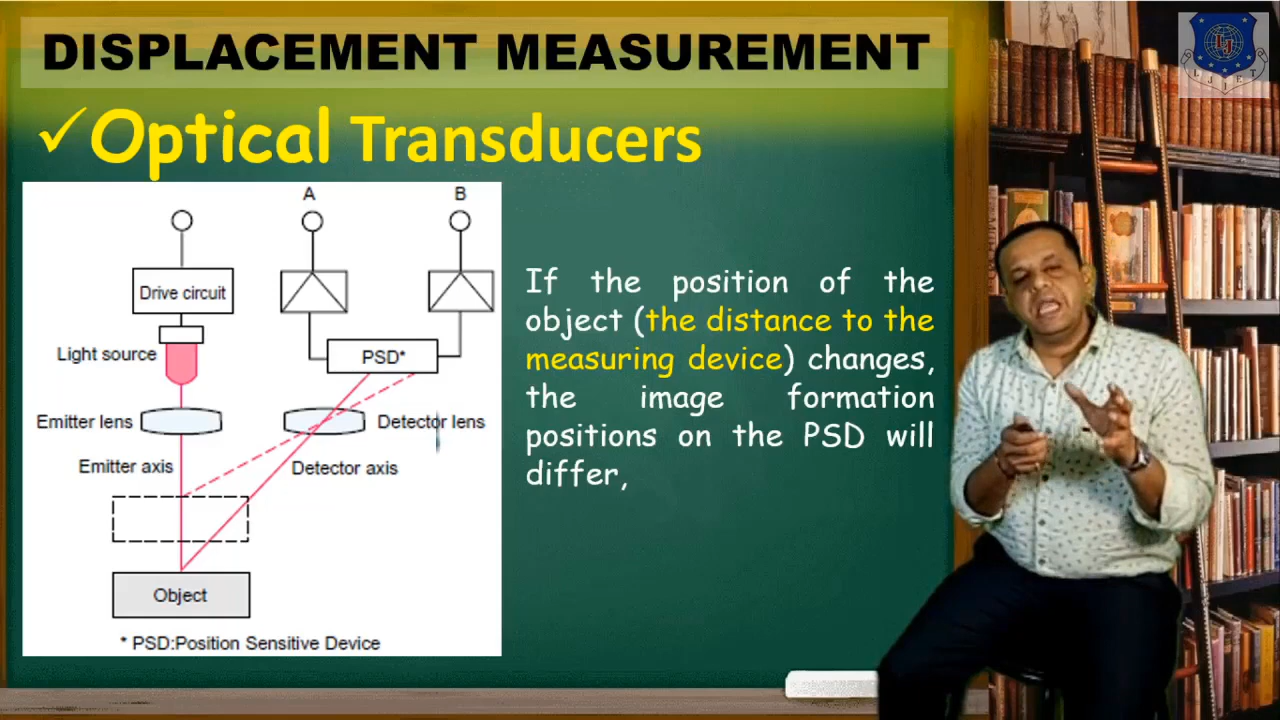 DISPLACEMENT MEASUREMENT
✓Optical Transducers
A
B
Drive circuit
Light source
PSD*
Emitter lens
Detector lens
Emitter axis
Detector axis
Object
* PSD:Position Sensitive Device
If the position of the
object (the distance to the
measuring device) changes,
the image formation
positions on the PSD will
differ,
LJ
LJIET